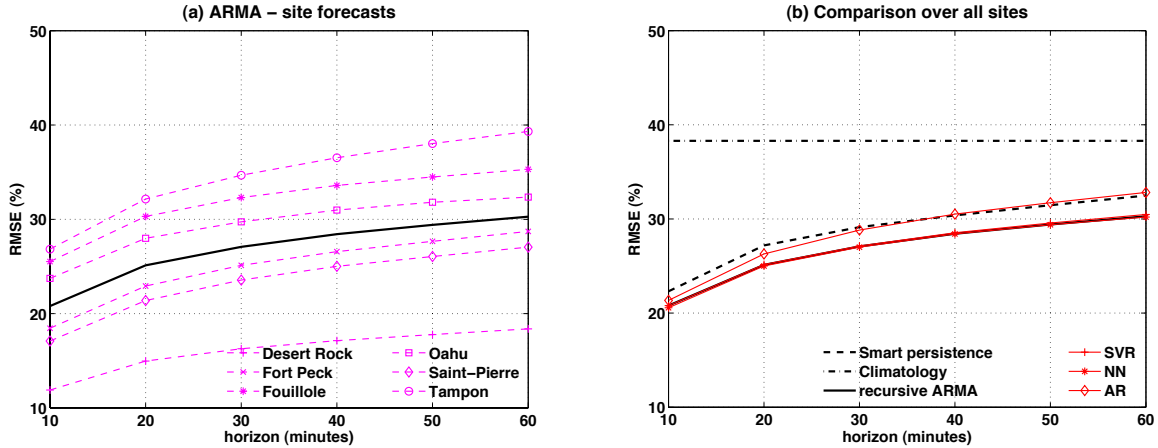 (a) ARMA – site forecasts
RMSE (%)
50
40
30
20
10
Desert Rock
Fort Peck
Fouillole
Oahu
Saint−Pierre
Tampon
10 20 30 40 50 60
horizon (minutes)
(b) Comparison over all sites
RMSE (%)
50
40
30
20
10
Smart persistence
Climatology
recursive ARMA
SVR
NN
AR
10 20 30 40 50 60
horizon (minutes)